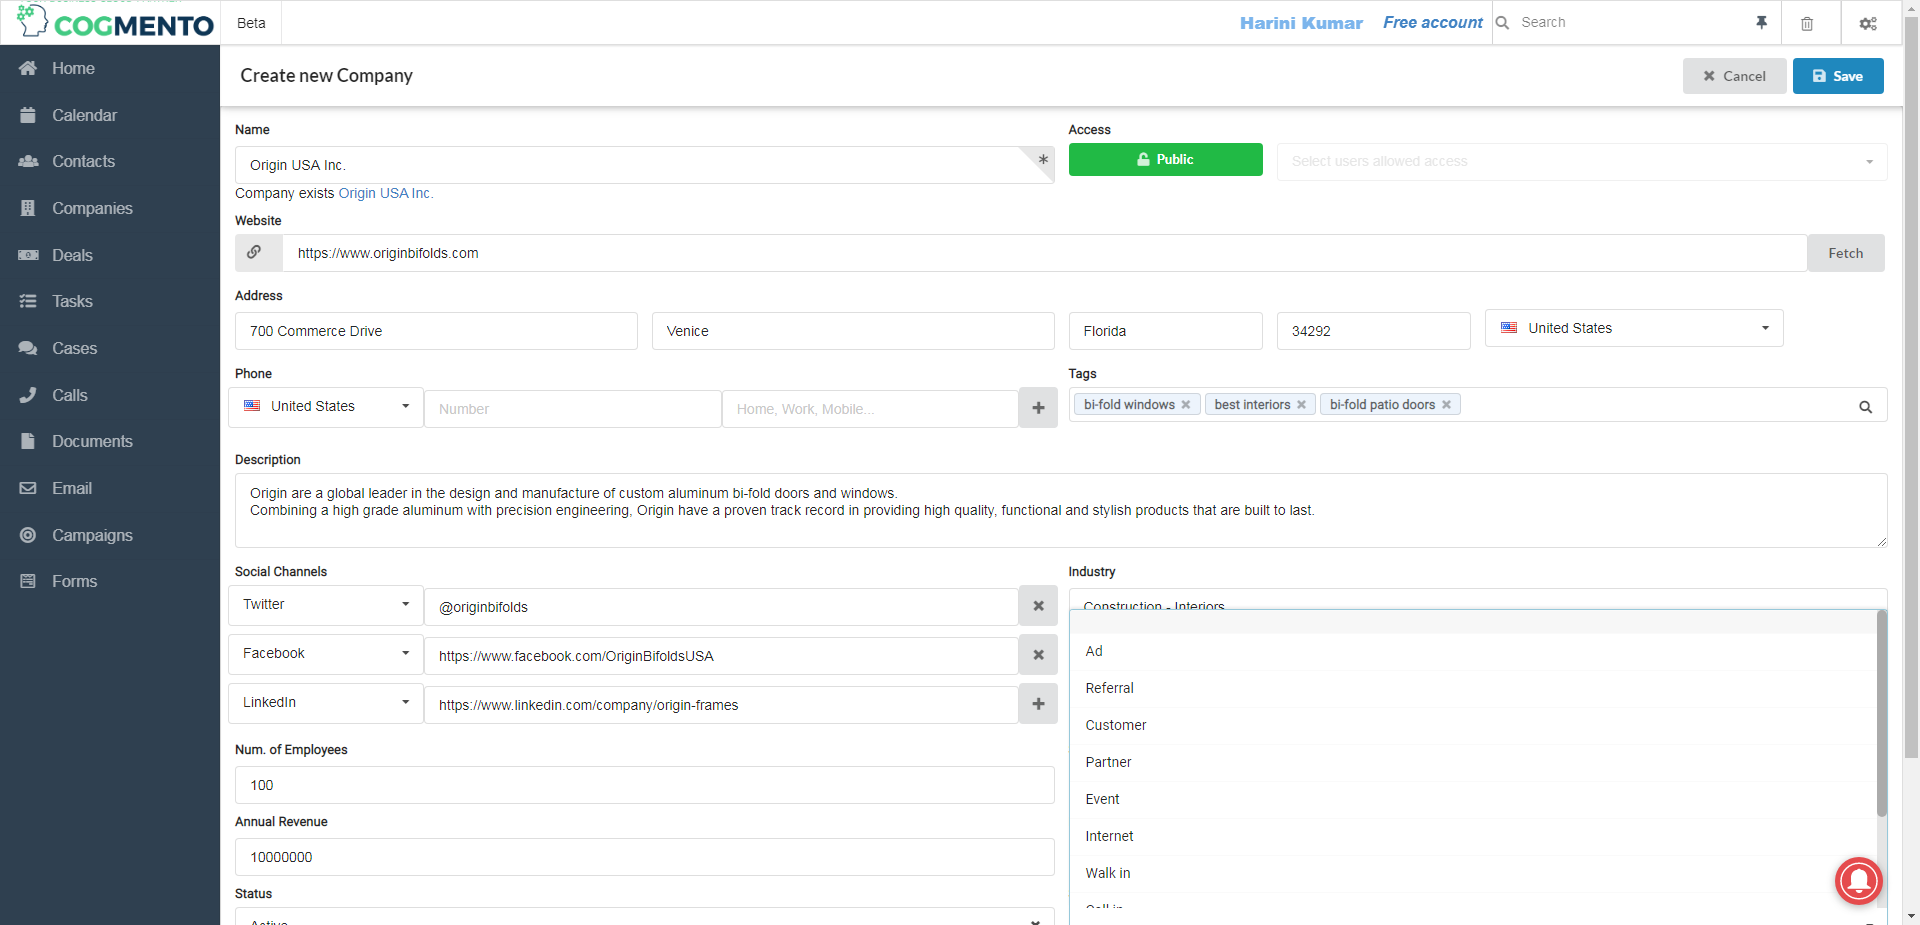 COGMENTO
Beta
Harini Kumar
Free account
Search
Home
Calendar
Contacts
Companies
Deals
Tasks
Cases
Calls
Documents
Email
Campaigns
Forms
Create new Company
Cancel
Save
Name
Origin USA Inc.
*
Company exists Origin USA Inc.
Access
Public
Select users allowed access
Website
https://www.originbifolds.com
Fetch
Address
700 Commerce Drive
Venice
Florida
34292
United States
Phone
United States
Number
Home, Work, Mobile...
Tags
bi-fold windows
best interiors
bi-fold patio doors
Description
Origin are a global leader in the design and manufacture of custom aluminum bi-fold doors and windows.
Combining a high grade aluminum with precision engineering, Origin have a proven track record in providing high quality, functional and stylish products that are built to last.
Social Channels
Twitter
@originbifolds
Facebook
https://www.facebook.com/OriginBifoldsUSA
LinkedIn
https://www.linkedin.com/company/origin-frames
Industry
Construction - Interiors
Ad
Referral
Customer
Partner
Event
Internet
Walk in
Call in
Num. of Employees
100
Annual Revenue
10000000
Status
Active